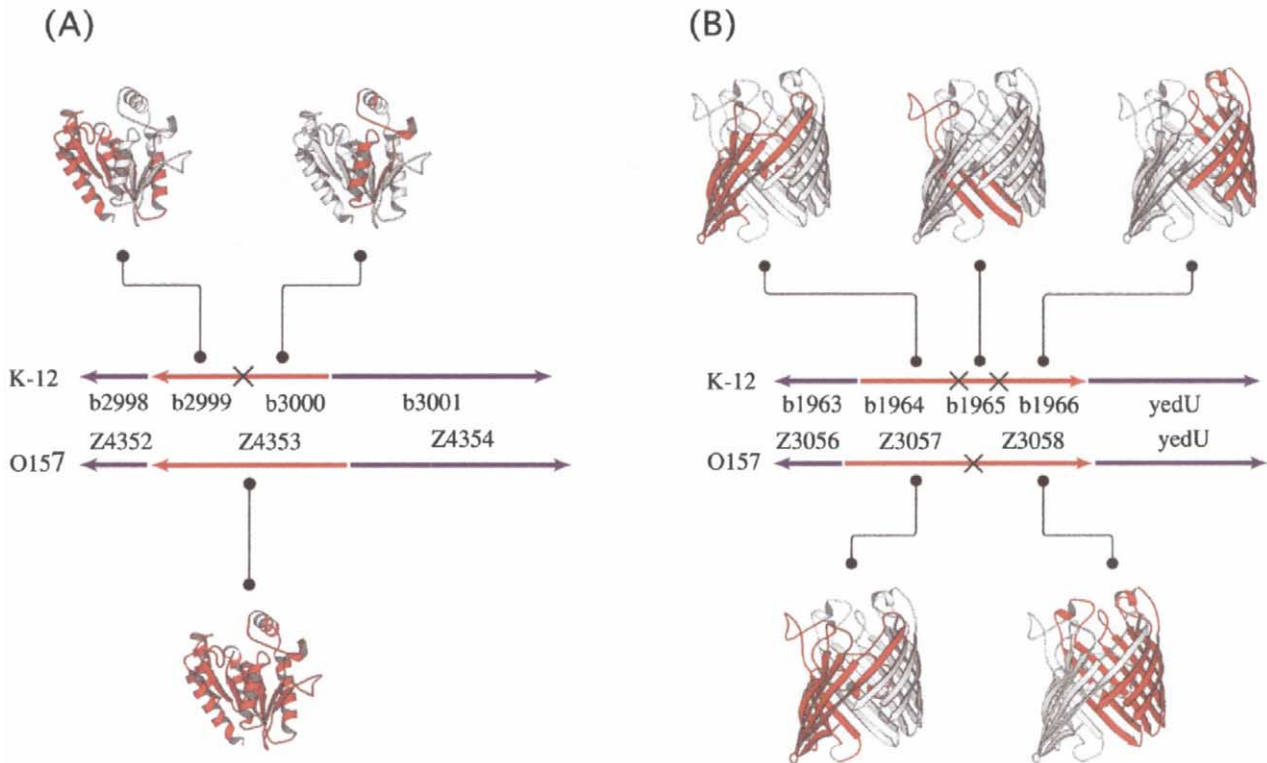 (A)
K-12
b2999 b3000
b2998 b3001
Z4352 Z4353 Z4354
O157
(B)
K-12
b1963 b1964 b1965 b1966 yedU
Z3056 Z3057 Z3058 yedU
O157